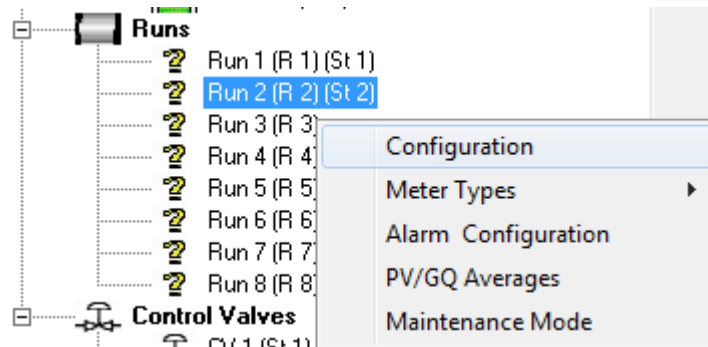 Runs
Run 1 (R 1) (St 1)
Run 2 (R 2) (St 2)
Run 3 (R 3)
Run 4 (R 4)
Run 5 (R 5)
Run 6 (R 6)
Run 7 (R 7)
Run 8 (R 8)
Control Valves
Configuration
Meter Types
Alarm Configuration
PV/GQ Averages
Maintenance Mode